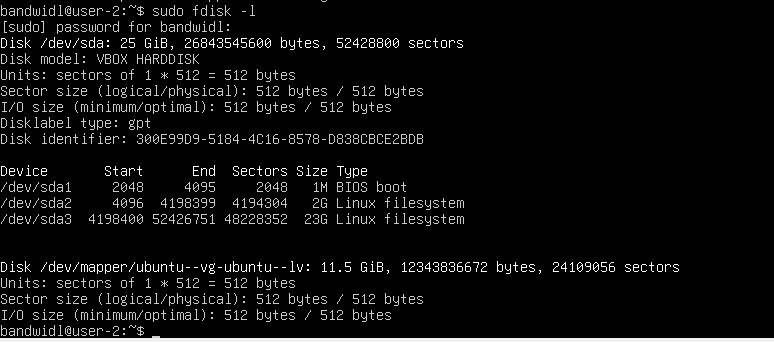 bandwidl@user-2:~$ sudo fdisk -l
[sudo] password for bandwidl:
Disk /dev/sda: 25 GiB, 26843545600 bytes, 52428800 sectors
Disk model: VBOX HARDDISK
Units: sectors of 1 * 512 = 512 bytes
Sector size (logical/physical): 512 bytes / 512 bytes
I/O size (minimum/optimal): 512 bytes / 512 bytes
Disklabel type: gpt
Disk identifier: 300E99D9-5184-4C16-8578-D838CBCE2BDB
Device       Start      End  Sectors Size Type
/dev/sda1     2048     4095     2048   1M BIOS boot
/dev/sda2     4096  4198399  4194304   2G Linux filesystem
/dev/sda3  4198400 52426751 48228352  23G Linux filesystem
Disk /dev/mapper/ubuntu--vg-ubuntu--lv: 11.5 GiB, 12343836672 bytes, 24109056 sectors
Units: sectors of 1 * 512 = 512 bytes
Sector size (logical/physical): 512 bytes / 512 bytes
I/O size (minimum/optimal): 512 bytes / 512 bytes
bandwidl@user-2:~$ _